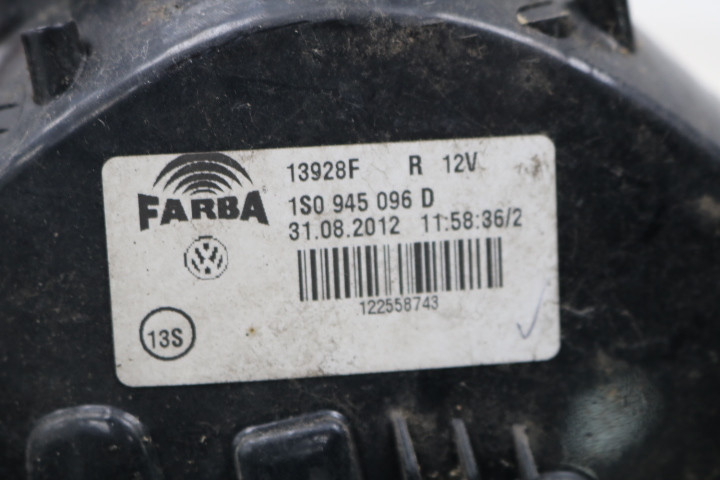 FARBA
13928F R 12V
1S0 945 096 D
31.08.2012 11:58:36/2
122558743
13S